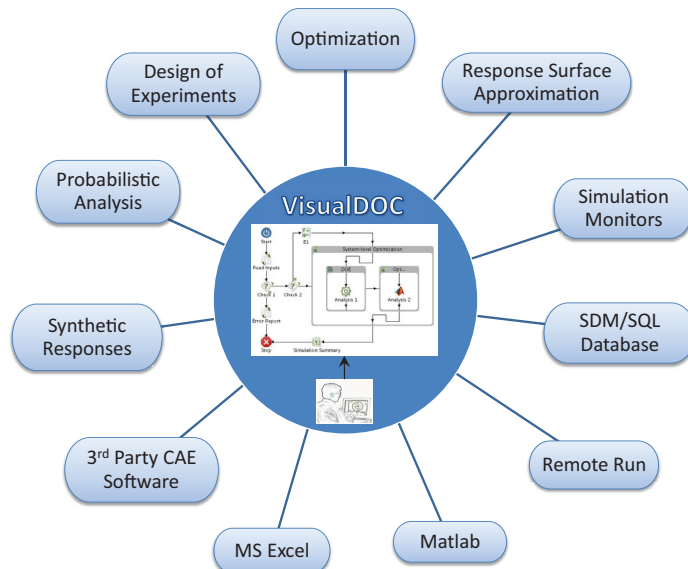 Optimization
Design of
Experiments
Response Surface
Approximation
Probabilistic
Analysis
Simulation
Monitors
VisualDOC
Start
E1
System-level Optimization
Read Inputs
DOE
Opt...
Check 1
Y
N
Check 2
Y
N
Analysis 1
Analysis 2
Error Report
Stop
Simulation Summary
Synthetic
Responses
SDM/SQL
Database
3rd Party CAE
Software
Remote Run
MS Excel
Matlab